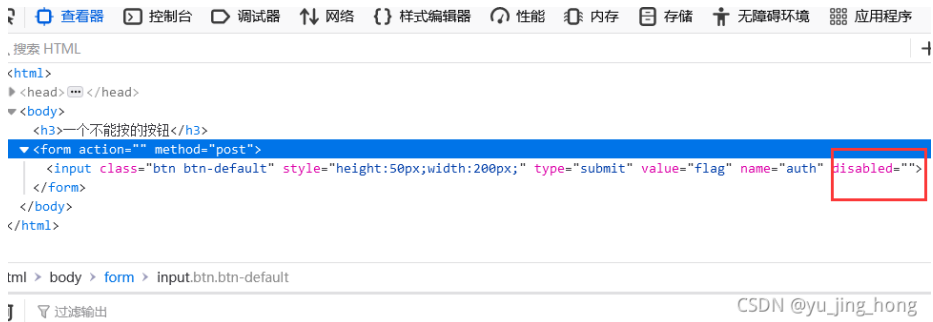 查看器 控制台 调试器 网络 {} 样式编辑器 性能 内存 存储 无障碍环境 应用程序
搜索 HTML
<html>
<head> ••• </head>
<body>
<h3>一个不能按的按钮</h3>
<form action="" method="post">
<input class="btn btn-default" style="height:50px;width:200px;" type="submit" value="flag" name="auth" disabled="">
</form>
</body>
</html>
tml > body > form > input.btn.btn-default
过滤输出
CSDN @yu_jing_hong